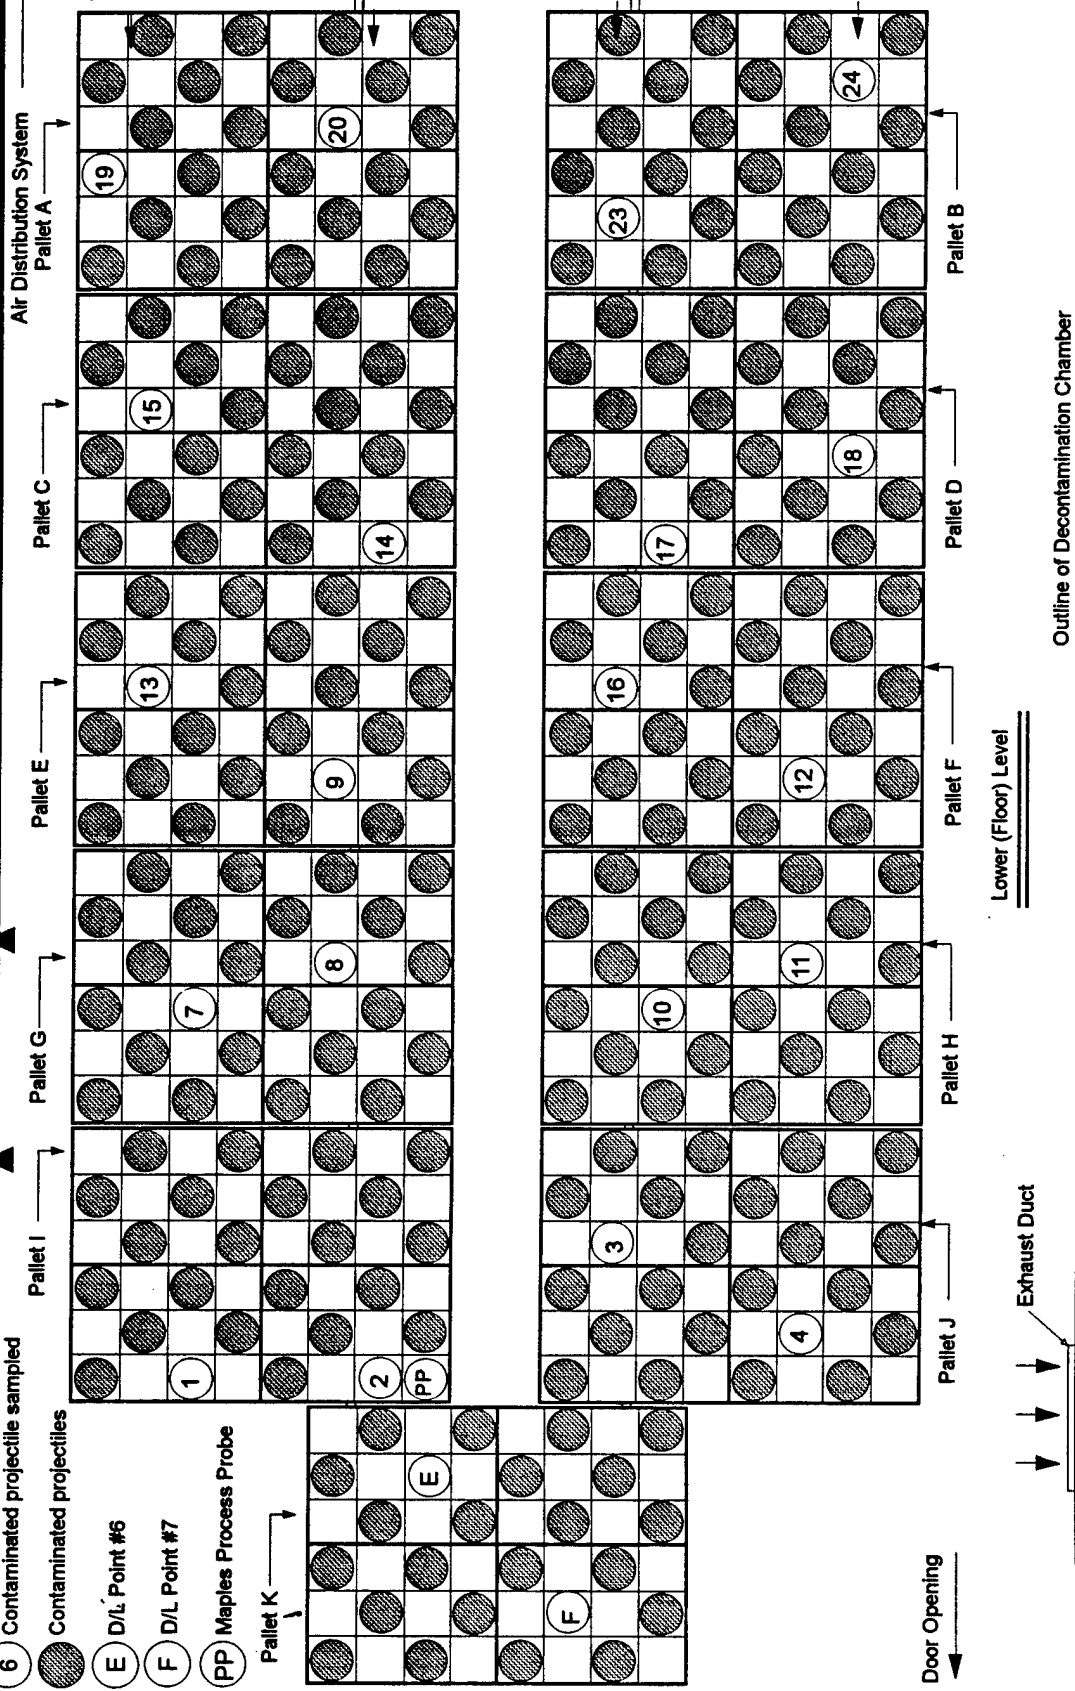 6 Contaminated projectile sampled
Contaminated projectiles
E D/L Point #6
F D/L Point #7
PP Maples Process Probe
Air Distribution System
Pallet K
Pallet I
Pallet G
Pallet E
Pallet C
Pallet A
19
15
13
1
7
20
9
8
14
2
PP
E
F
23
16
3
17
10
12
11
4
24
18
Pallet J
Pallet H
Pallet F
Pallet D
Pallet B
Door Opening
Exhaust Duct
Lower (Floor) Level
Outline of Decontamination Chamber